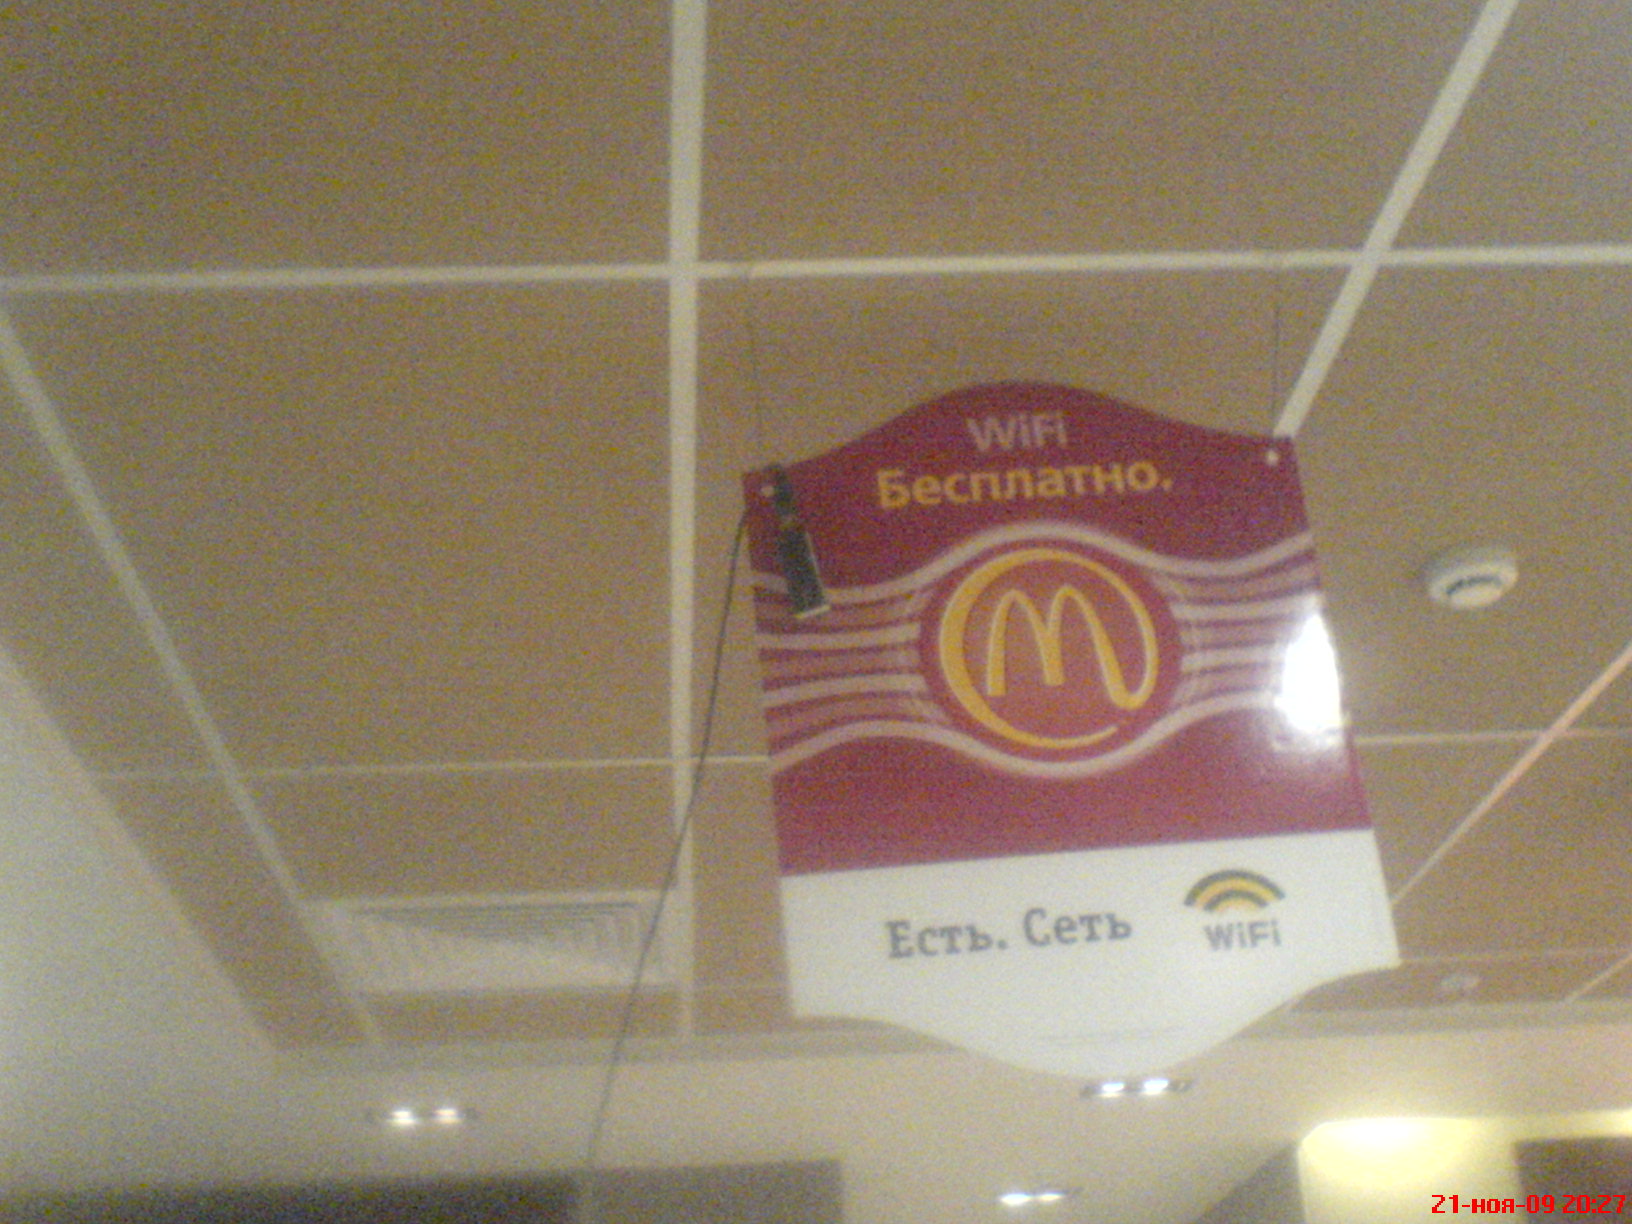 WiFi
Бесплатно.
Есть. Сеть
WiFi
21-ноя-09 20:27